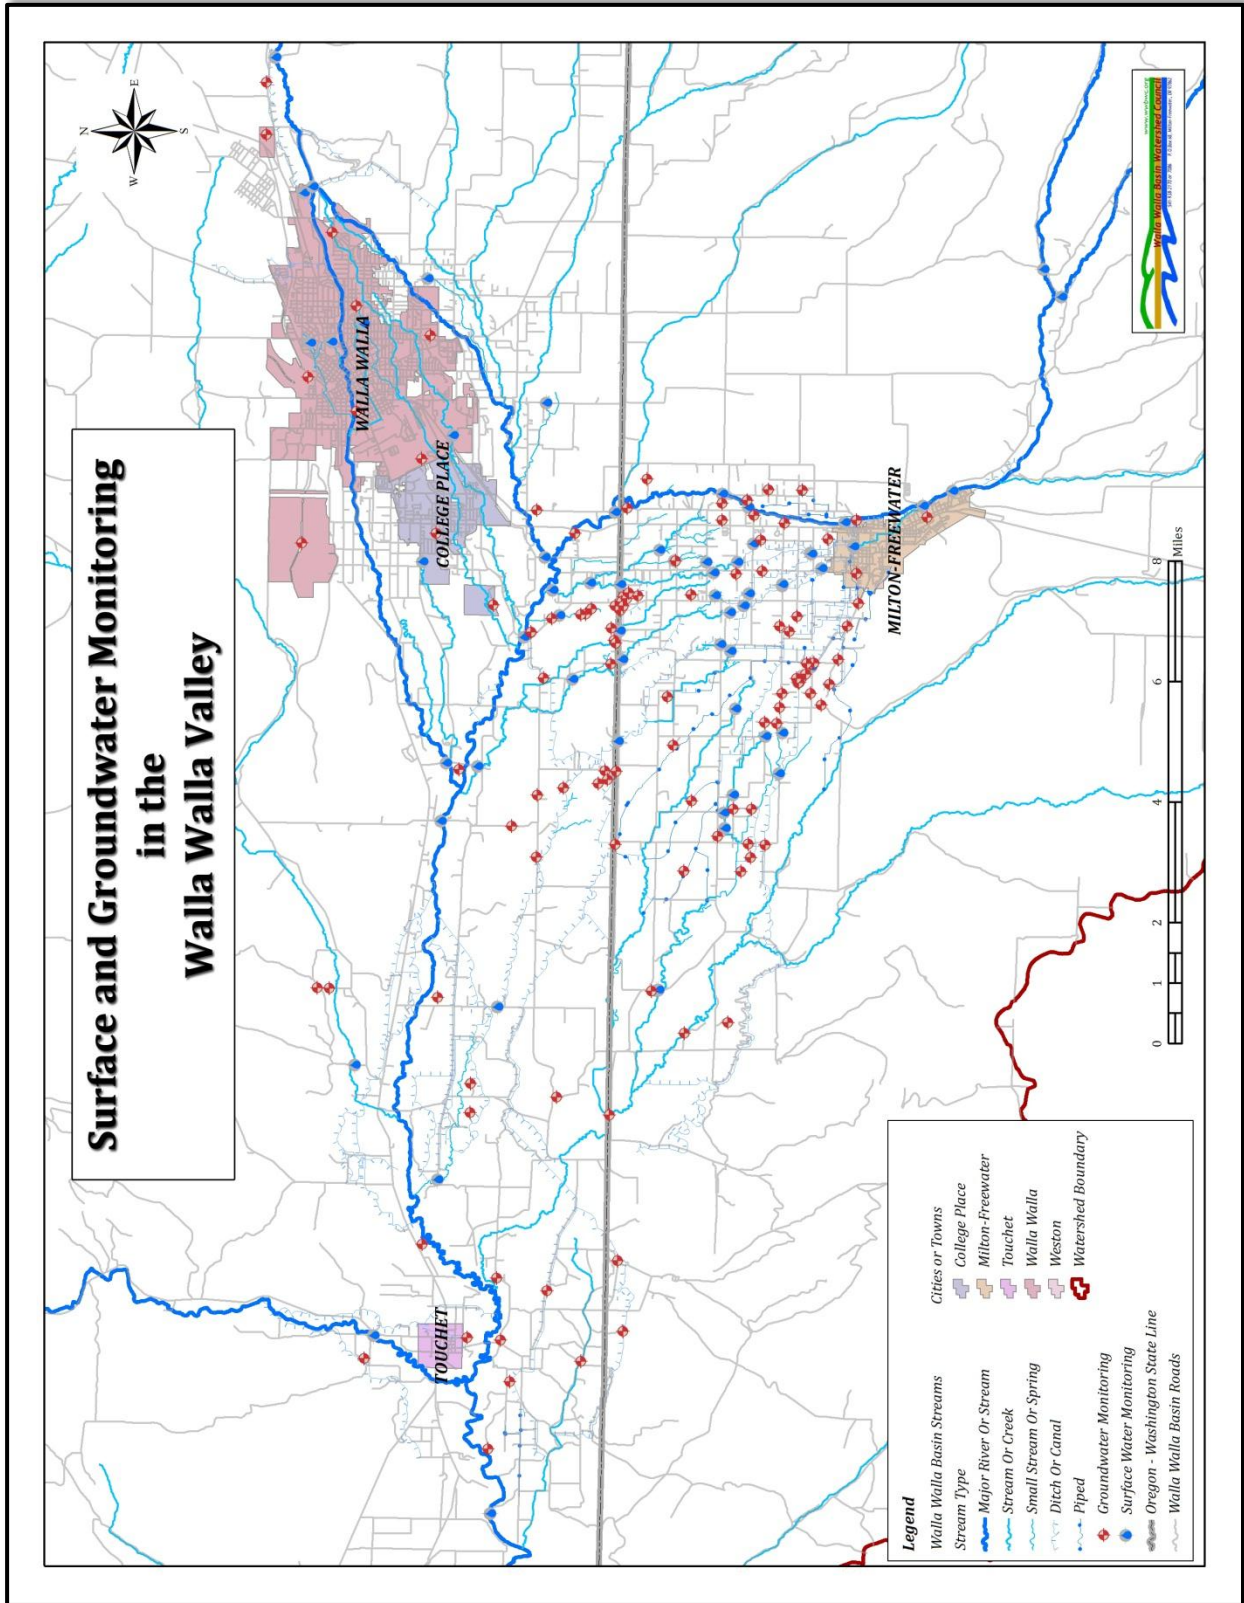 Surface and Groundwater Monitoring
in the
Walla Walla Valley
N
W
E
S
WALLA WALLA
COLLEGE PLACE
MILTON-FREEWATER
TOUCHET
www.wwbwc.org
Walla Walla Basin Watershed Council
Legend
Walla Walla Basin Streams
Stream Type
Major River Or Stream
Stream Or Creek
Small Stream Or Spring
Ditch Or Canal
Piped
Groundwater Monitoring
Surface Water Monitoring
Oregon - Washington State Line
Walla Walla Basin Roads
Cities or Towns
College Place
Milton-Freewater
Touchet
Walla Walla
Weston
Watershed Boundary
0 1 2 4 6 8
Miles